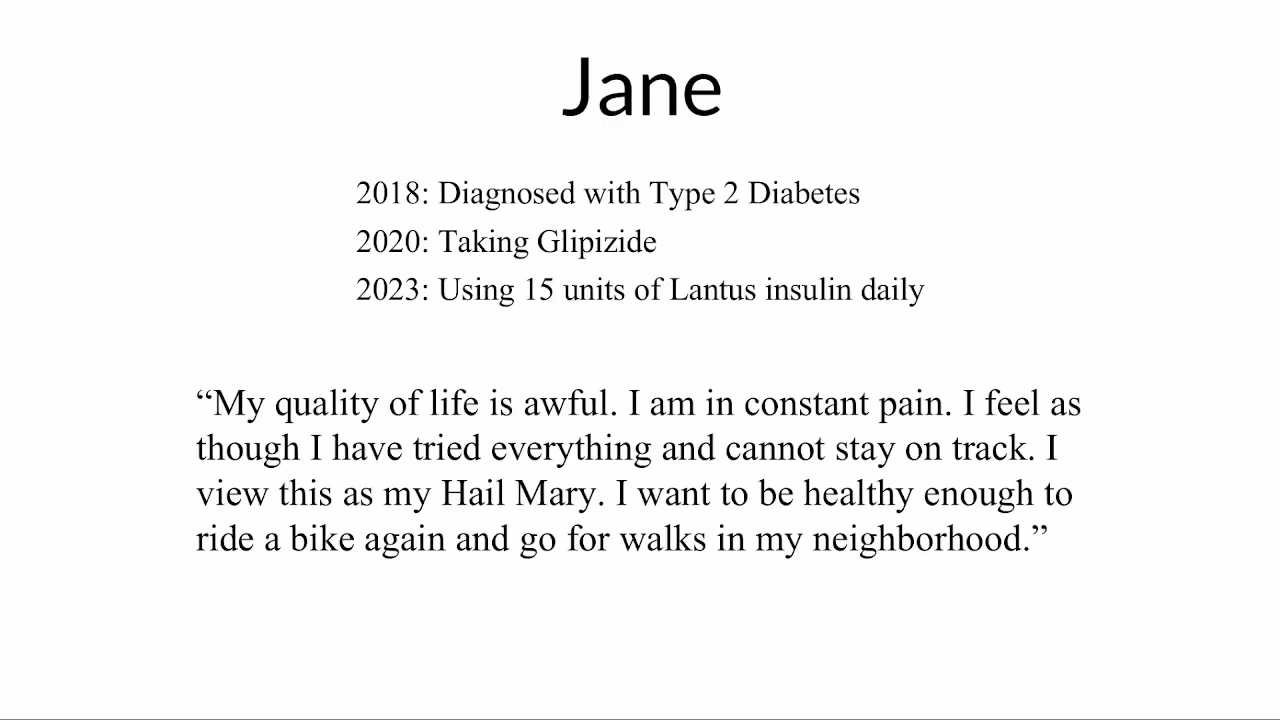 Jane
2018: Diagnosed with Type 2 Diabetes
2020: Taking Glipizide
2023: Using 15 units of Lantus insulin daily
“My quality of life is awful. I am in constant pain. I feel as
though I have tried everything and cannot stay on track. I
view this as my Hail Mary. I want to be healthy enough to
ride a bike again and go for walks in my neighborhood.”